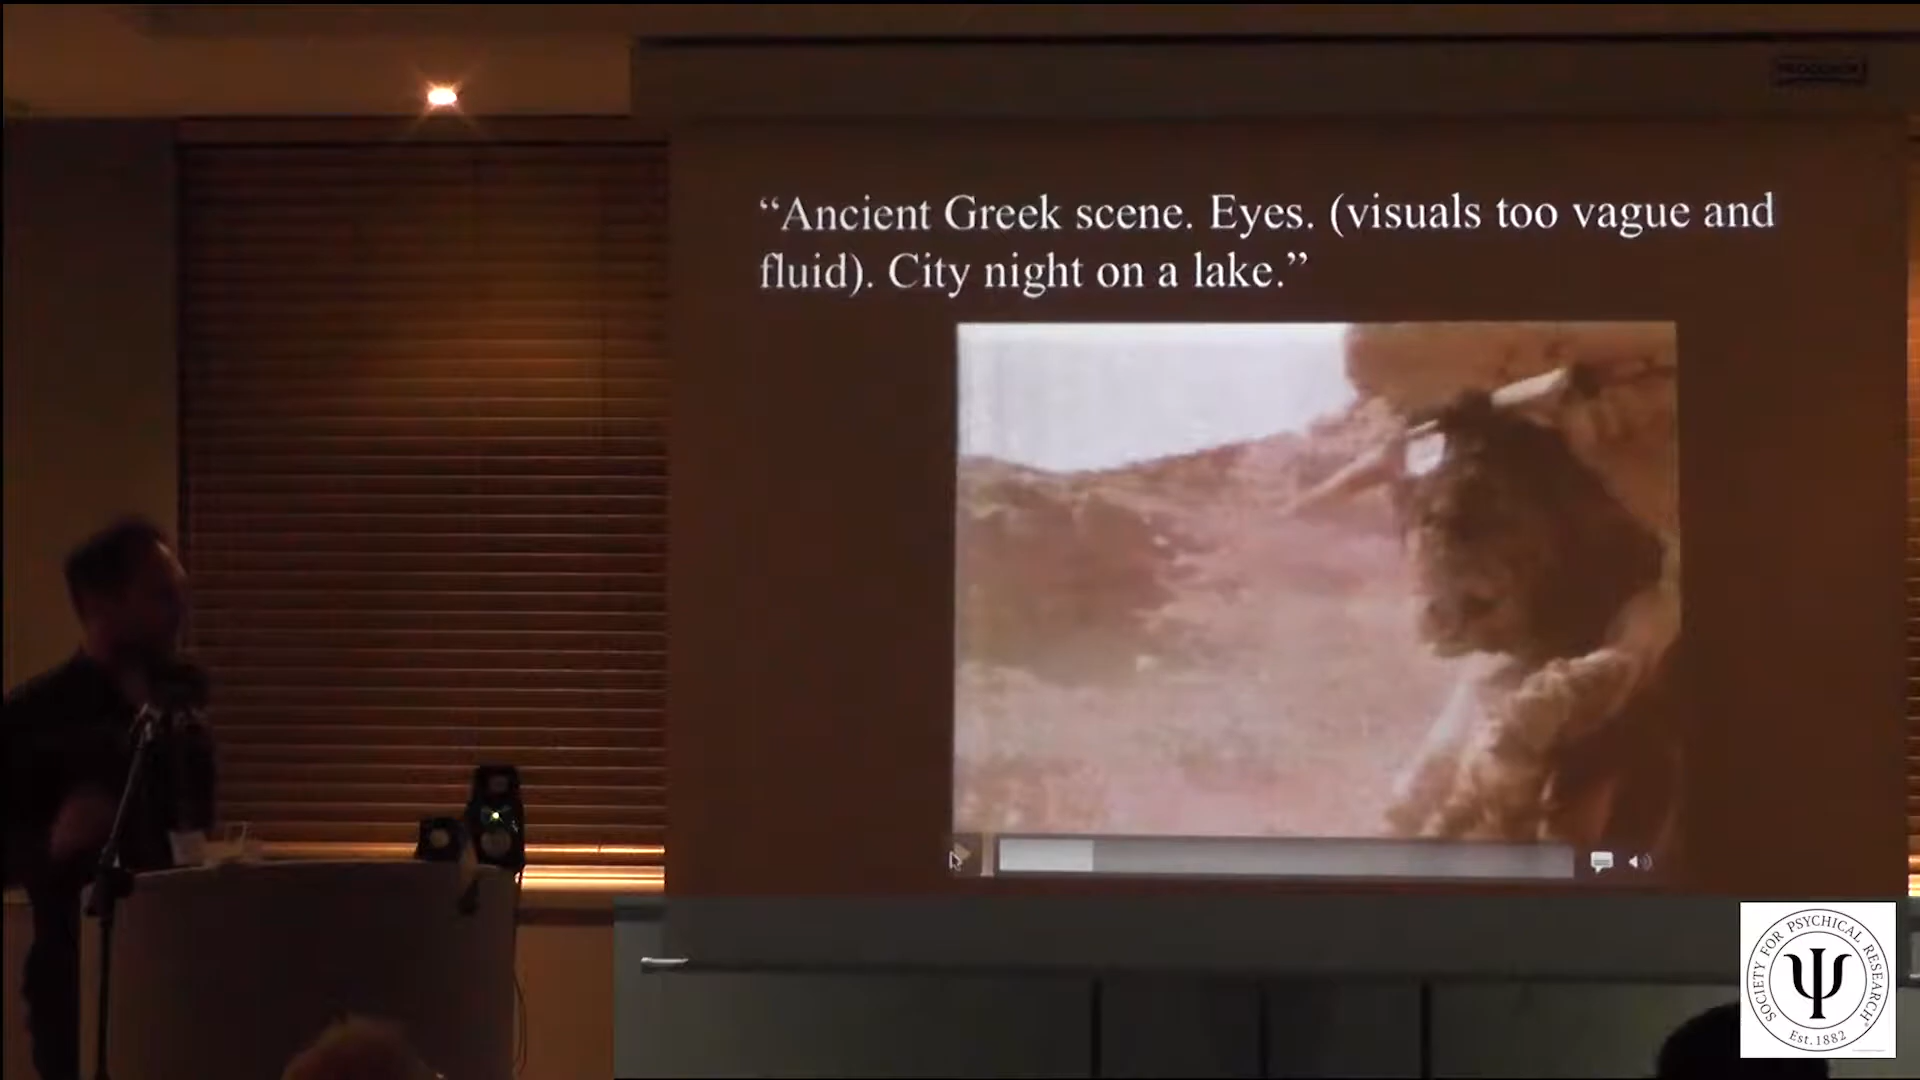 “Ancient Greek scene. Eyes. (visuals too vague and
fluid). City night on a lake.”
SOCIETY FOR PSYCHICAL RESEARCH
Est. 1882